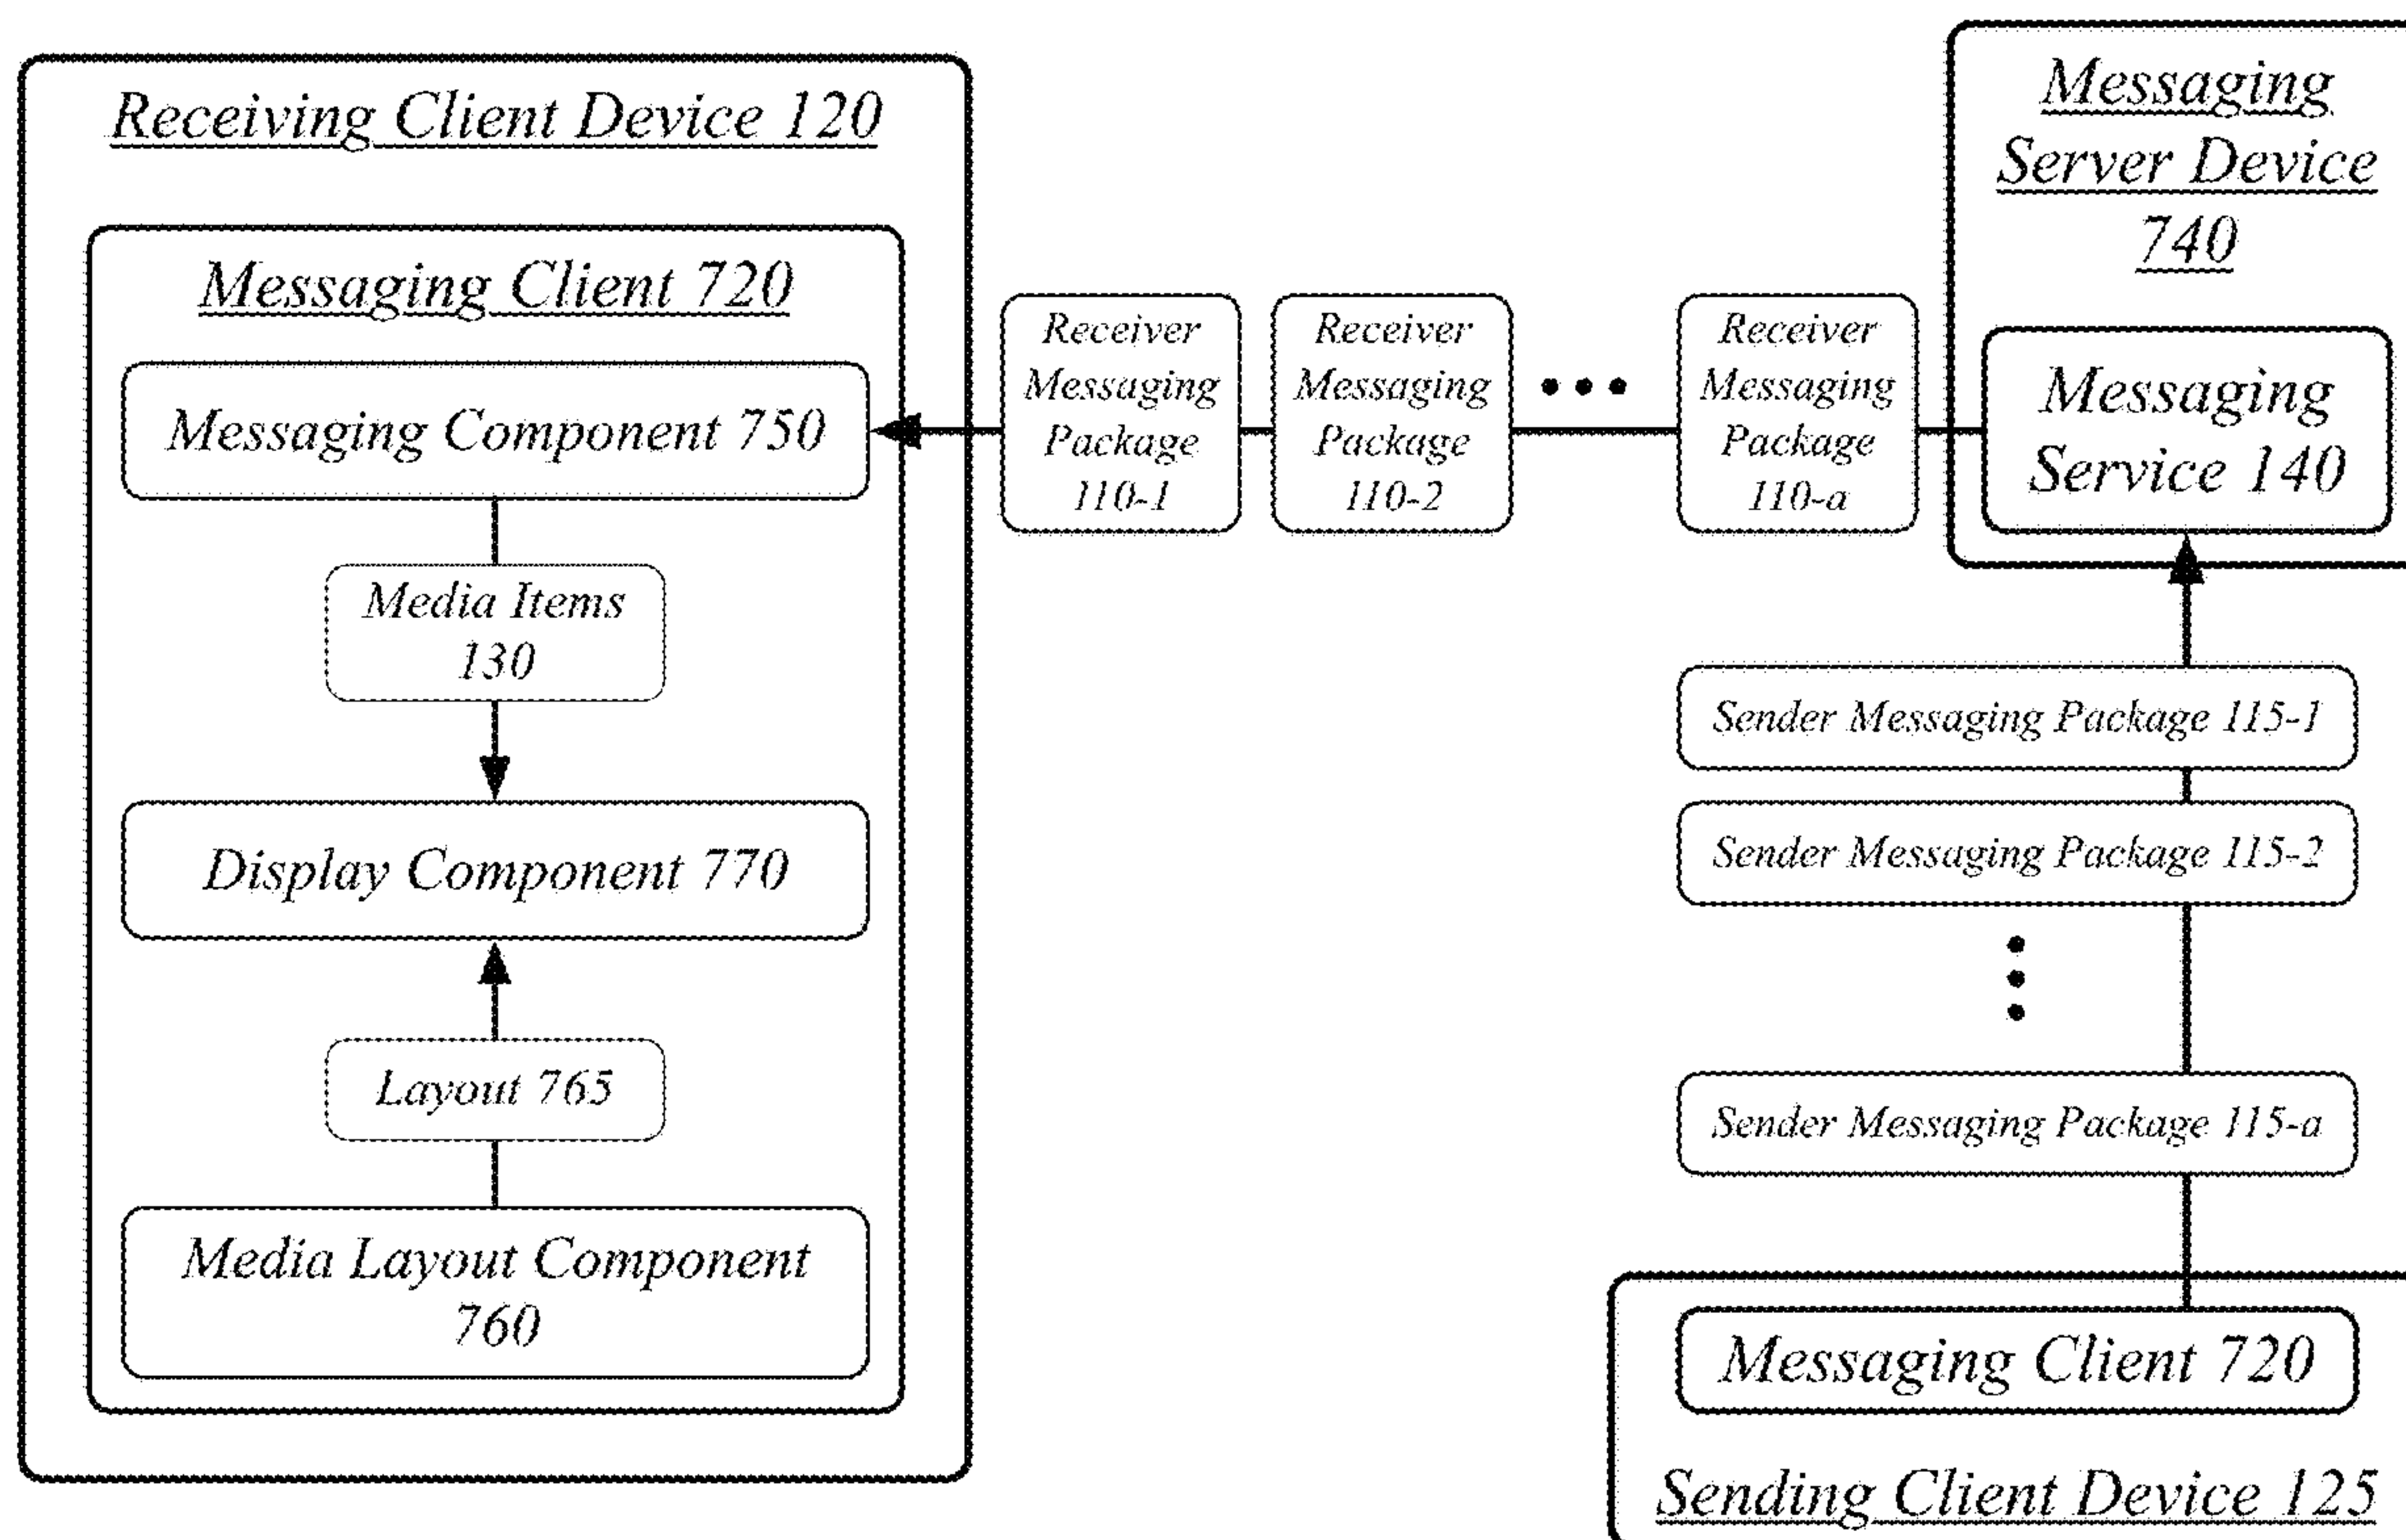 Receiving Client Device 120
Messaging Client 720
Messaging Component 750
Media Items
130
Display Component 770
Layout 765
Media Layout Component
760
Receiver
Messaging
Package
110-1
Receiver
Messaging
Package
110-2
Receiver
Messaging
Package
110-a
Messaging
Server Device
740
Messaging
Service 140
Sender Messaging Package 115-1
Sender Messaging Package 115-2
Sender Messaging Package 115-a
Messaging Client 720
Sending Client Device 125